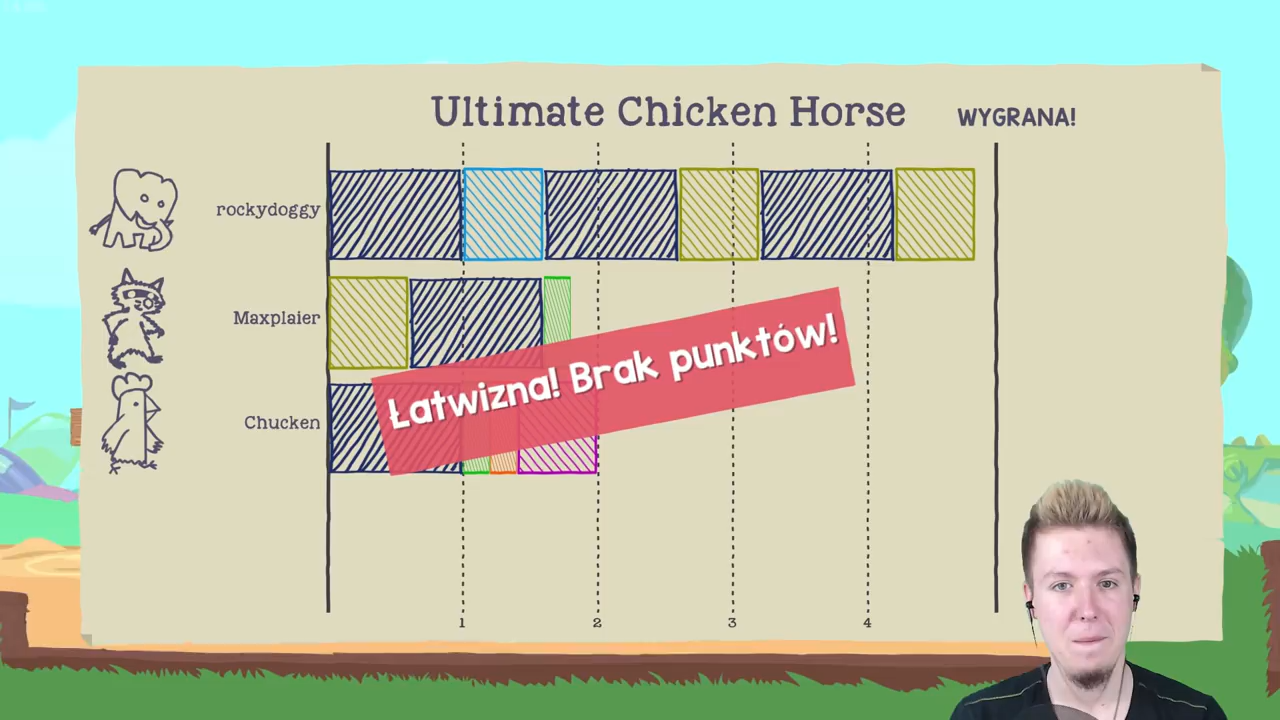 Ultimate Chicken Horse
WYGRANA!
rockydoggy
Maxplaier
Chucken
Łatwizna! Brak punktów!
1 2 3 4